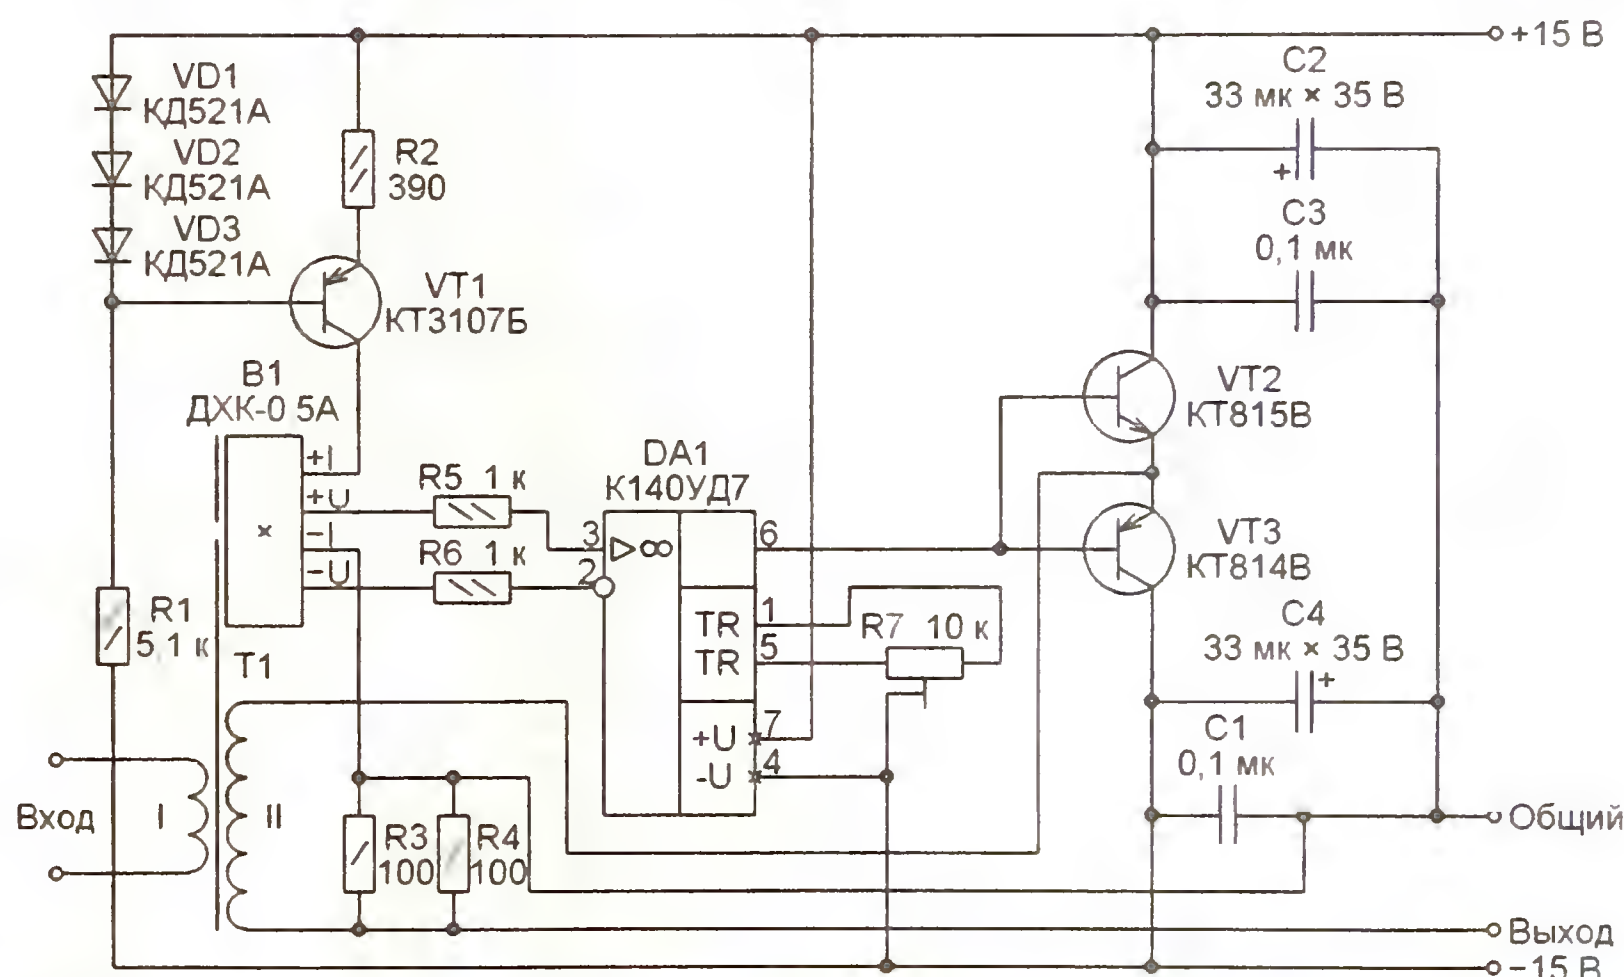 +15 В
VD1
КД521А
VD2
КД521А
VD3
КД521А
R2
390
VT1
КТ3107Б
C2
33 мк × 35 В
+
C3
0,1 мк
B1
ДХК-0 5А
+I
+U
-I
-U
×
R5 1 к
R6 1 к
DA1
К140УД7
3
2
▷∞
6
TR
1
TR
5
+U
7
-U
4
R7 10 к
VT2
КТ815В
VT3
КТ814В
C4
33 мк × 35 В
+
C1
0,1 мк
R1
5,1 к
T1
Вход
I
II
R3
100
R4
100
Общий
Выход
-15 В